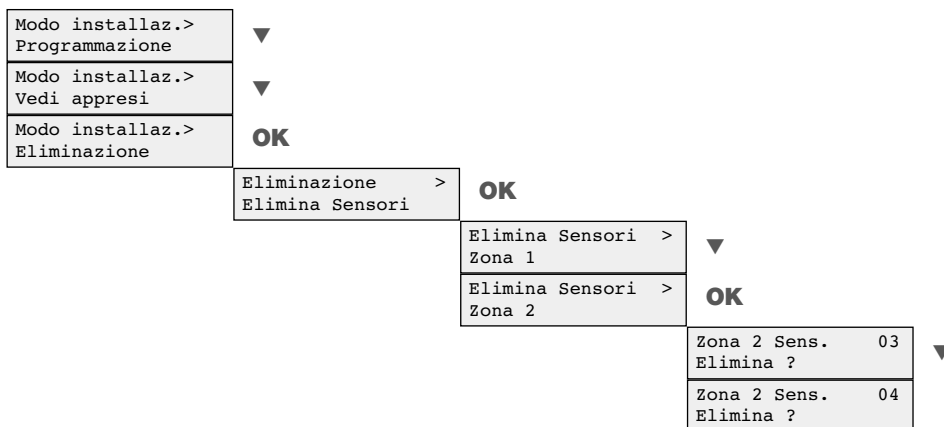 Modo installaz.>
Programmazione
▼
Modo installaz.>
Vedi appresi
▼
Modo installaz.>
Eliminazione
OK
Eliminazione >
Elimina Sensori
OK
Elimina Sensori >
Zona 1
▼
Elimina Sensori >
Zona 2
OK
Zona 2 Sens. 03
Elimina ?
▼
Zona 2 Sens. 04
Elimina ?